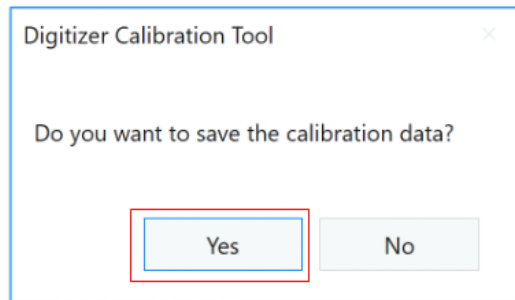 Digitizer Calibration Tool
Do you want to save the calibration data?
Yes No